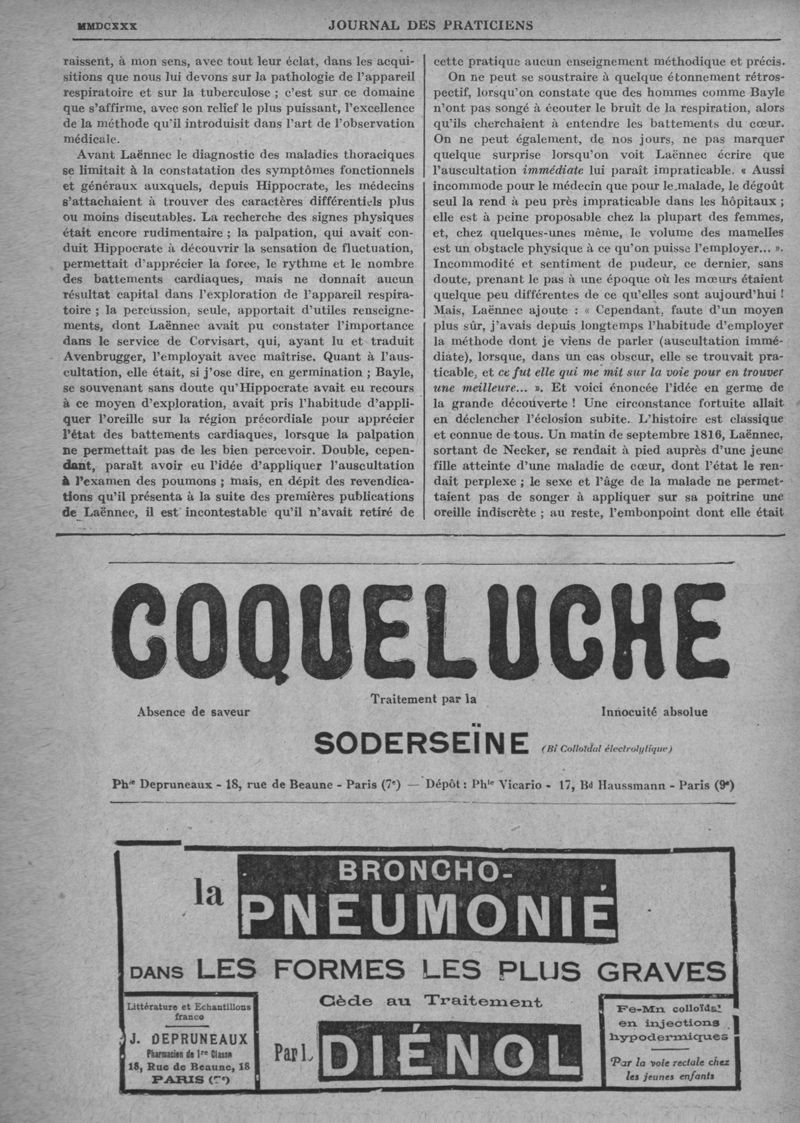 MMDCXXX
JOURNAL DES PRATICIENS
raissent, à mon sens, avec tout leur éclat, dans les acqui-
sitions que nous lui devons sur la pathologie de l'appareil
respiratoire et sur la tuberculose ; c'est sur ce domaine
que s'affirme, avec son relief le plus puissant, l'excellence
de la méthode qu'il introduisit dans l'art de l'observation
médicale.
Avant Laënnec le diagnostic des maladies thoraciques
se limitait à la constatation des symptômes fonctionnels
et généraux auxquels, depuis Hippocrate, les médecins
s'attachaient à trouver des caractères différentiels plus
ou moins discutables. La recherche des signes physiques
était encore rudimentaire ; la palpation, qui avait con-
duit Hippocrate à découvrir la sensation de fluctuation,
permettait d'apprécier la force, le rythme et le nombre
des battements cardiaques, mais ne donnait aucun
résultat capital dans l'exploration de l'appareil respira-
toire ; la percussion, seule, apportait d'utiles renseigne-
ments, dont Laënnec avait pu constater l'importance
dans le service de Corvisart, qui, ayant lu et traduit
Avenbrugger, l'employait avec maîtrise. Quant à l'aus-
cultation, elle était, si j'ose dire, en germination ; Bayle,
se souvenant sans doute qu'Hippocrate avait eu recours
à ce moyen d'exploration, avait pris l'habitude d'appli-
quer l'oreille sur la région précordiale pour apprécier
l'état des battements cardiaques, lorsque la palpation
ne permettait pas de les bien percevoir. Double, cepen-
dant, paraît avoir eu l'idée d'appliquer l'auscultation
à l'examen des poumons ; mais, en dépit des revendica-
tions qu'il présenta à la suite des premières publications
de Laënnec, il est incontestable qu'il n'avait retiré de
cette pratique aucun enseignement méthodique et précis.
On ne peut se soustraire à quelque étonnement rétros-
pectif, lorsqu'on constate que des hommes comme Bayle
n'ont pas songé à écouter le bruit de la respiration, alors
qu'ils cherchaient à entendre les battements du cœur.
On ne peut également, de nos jours, ne pas marquer
quelque surprise lorsqu'on voit Laënnec écrire que
l'auscultation immédiate lui paraît impraticable. « Aussi
incommode pour le médecin que pour le malade, le dégoût
seul la rend à peu près impraticable dans les hôpitaux ;
elle est à peine proposable chez la plupart des femmes,
et, chez quelques-unes même, le volume des mamelles
est un obstacle physique à ce qu'on puisse l'employer... ».
Incommodité et sentiment de pudeur, ce dernier, sans
doute, prenant le pas à une époque où les mœurs étaient
quelque peu différentes de ce qu'elles sont aujourd'hui !
Mais, Laënnec ajoute : « Cependant, faute d'un moyen
plus sûr, j'avais depuis longtemps l'habitude d'employer
la méthode dont je viens de parler (auscultation immé-
diate), lorsque, dans un cas obscur, elle se trouvait pra-
ticable, et ce fut elle qui me mit sur la voie pour en trouver
une meilleure... ». Et voici énoncée l'idée en germe de
la grande découverte ! Une circonstance fortuite allait
en déclencher l'éclosion subite. L'histoire est classique
et connue de tous. Un matin de septembre 1816, Laënnec,
sortant de Necker, se rendait à pied auprès d'une jeune
fille atteinte d'une maladie de cœur, dont l'état le ren-
daît perplexe ; le sexe et l'âge de la malade ne permet-
taient pas de songer à appliquer sur sa poitrine une
oreille indiscrète ; au reste, l'embonpoint dont elle était
COQUELUCHE
Traitement par la
Absence de saveur
Innocuité absolue
SODERSEÏNE (Bi Colloïdal électrolytique)
Phie Depruneaux - 18, rue de Beaune - Paris (7e) — Dépôt : Phie Vicario - 17, Bd Haussmann - Paris (9e)
la
BRONCHO-
PNEUMONIE
DANS LES FORMES LES PLUS GRAVES
Cède au Traitement
Par l
DIÉNOL
Littérature et Echantillons
franco
J. DEPRUNEAUX
Pharmacien de 1re Classe
18, Rue de Beaune, 18
PARIS (7e)
Fe-Mn colloïdal
en injections
hypodermiques
Par la voie rectale chez
les jeunes enfants